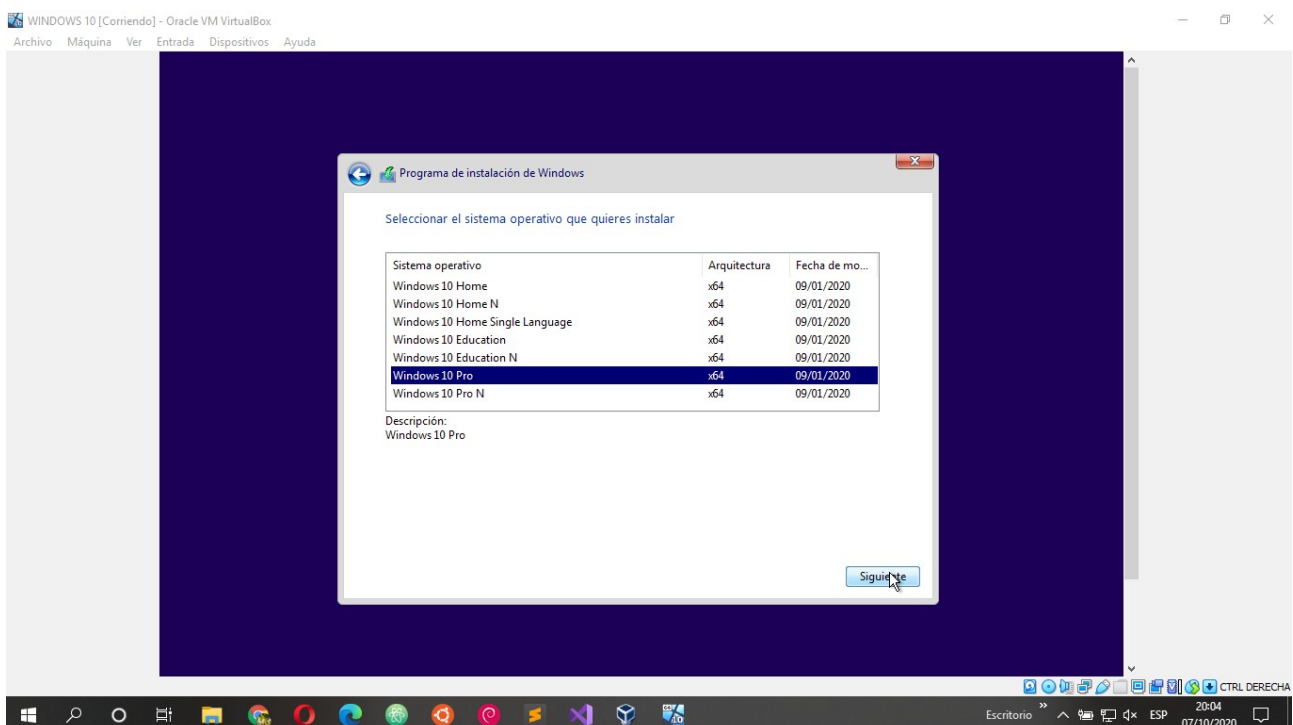 WINDOWS 10 [Corriendo] - Oracle VM VirtualBox
Archivo Máquina Ver Entrada Dispositivos Ayuda
Programa de instalación de Windows
Seleccionar el sistema operativo que quieres instalar
Sistema operativo Arquitectura Fecha de mo...
Windows 10 Home x64 09/01/2020
Windows 10 Home N x64 09/01/2020
Windows 10 Home Single Language x64 09/01/2020
Windows 10 Education x64 09/01/2020
Windows 10 Education N x64 09/01/2020
Windows 10 Pro x64 09/01/2020
Windows 10 Pro N x64 09/01/2020
Descripción:
Windows 10 Pro
Siguiente
CTRL DERECHA
Escritorio » ESP 20:04
07/10/2020